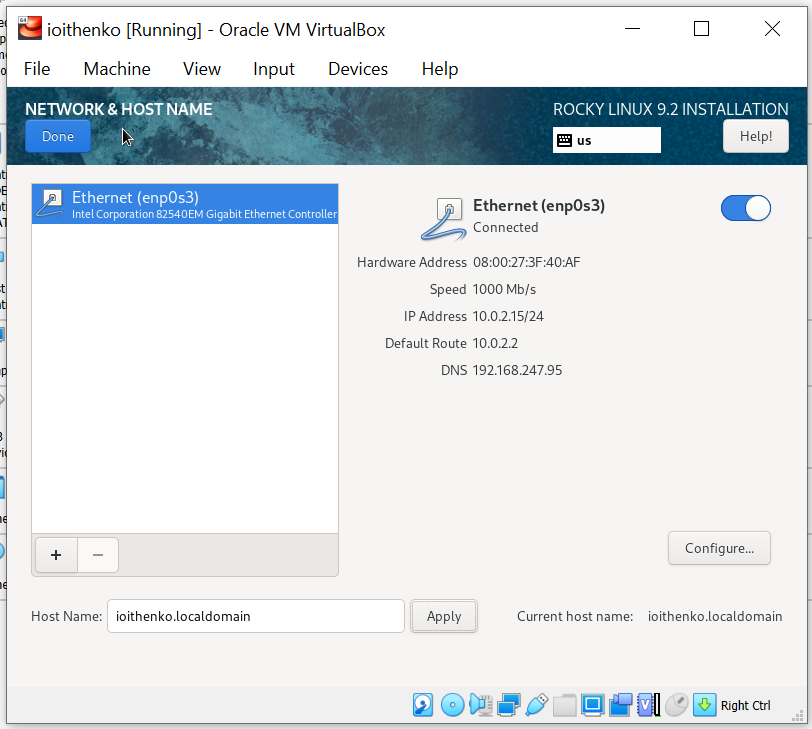 ioithenko [Running] - Oracle VM VirtualBox
File Machine View Input Devices Help
NETWORK & HOST NAME
ROCKY LINUX 9.2 INSTALLATION
Done
us
Help!
Ethernet (enp0s3)
Intel Corporation 82540EM Gigabit Ethernet Controller
Ethernet (enp0s3)
Connected
Hardware Address 08:00:27:3F:40:AF
Speed 1000 Mb/s
IP Address 10.0.2.15/24
Default Route 10.0.2.2
DNS 192.168.247.95
+ −
Configure...
Host Name: ioithenko.localdomain Apply Current host name: ioithenko.localdomain
Right Ctrl